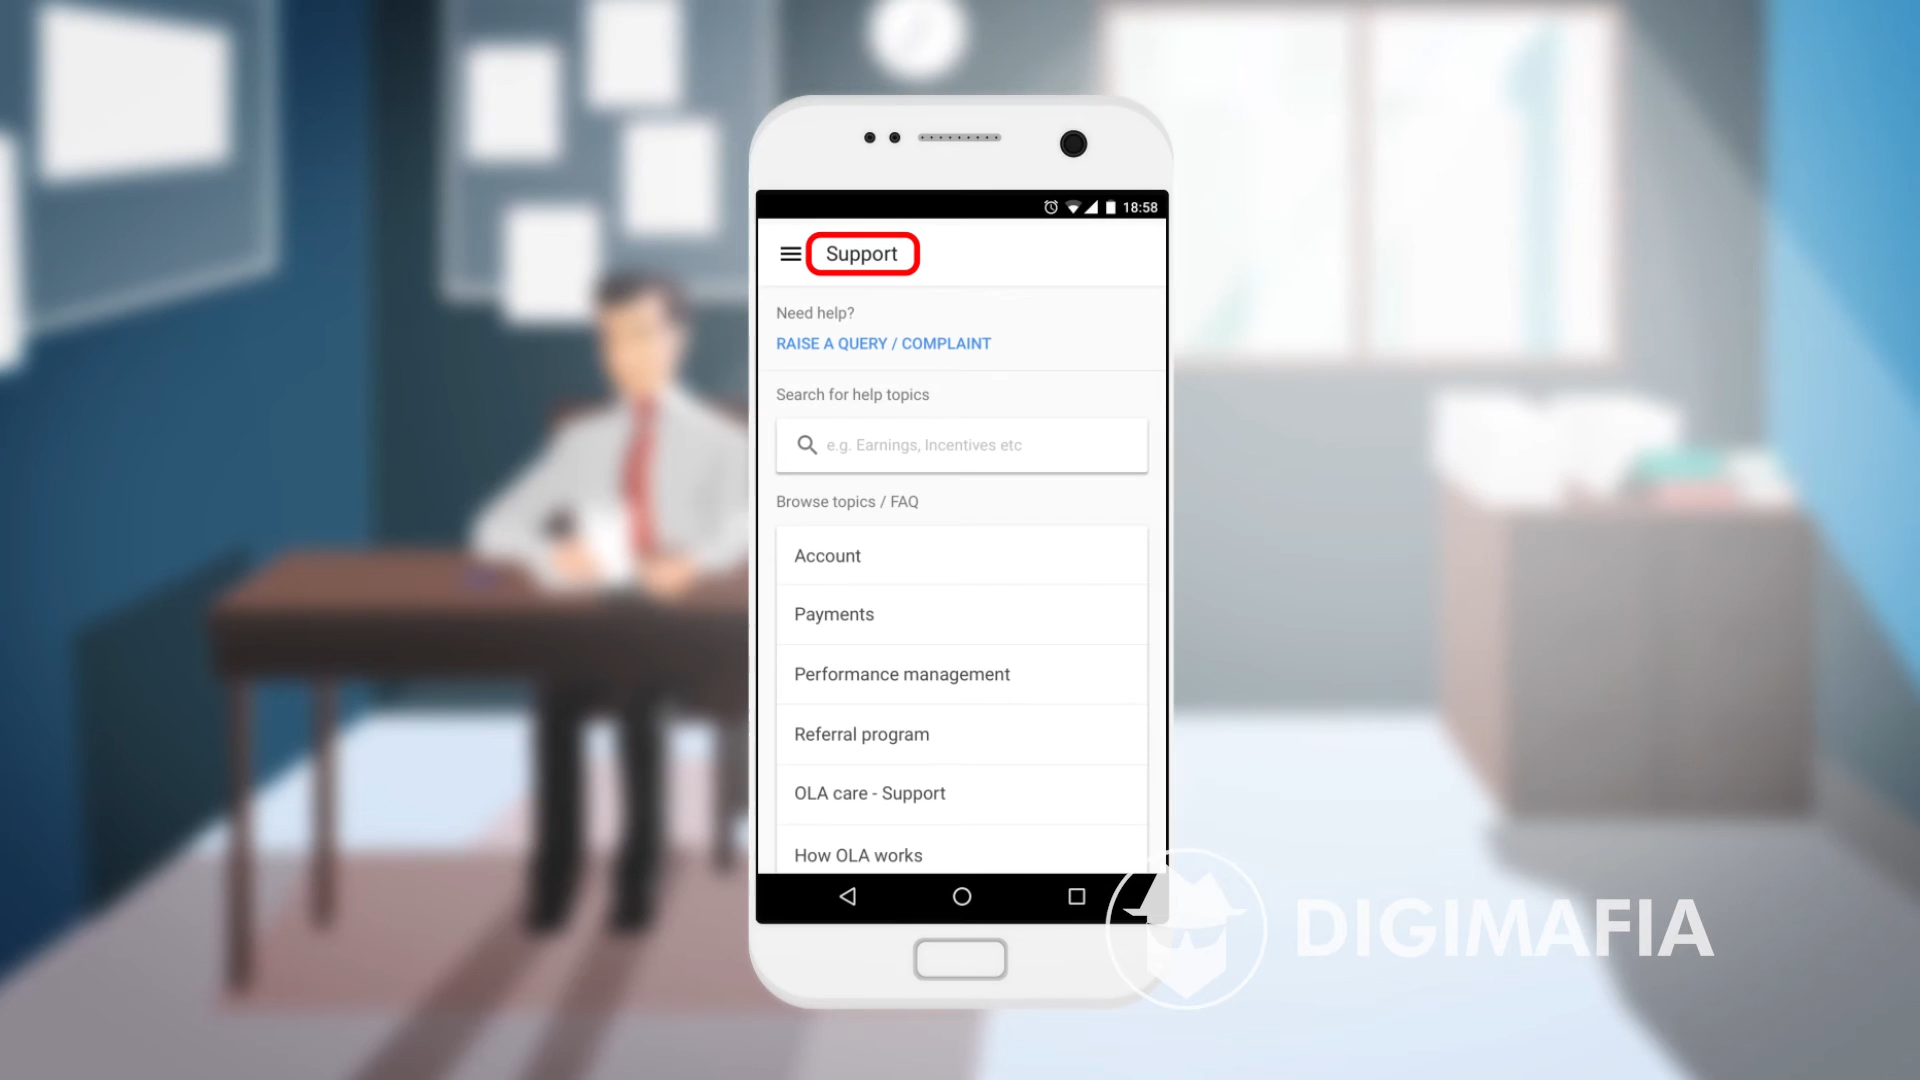 18:58
Support
Need help?
RAISE A QUERY / COMPLAINT
Search for help topics
e.g. Earnings, Incentives etc
Browse topics / FAQ
Account
Payments
Performance management
Referral program
OLA care - Support
How OLA works
DIGIMAFIA